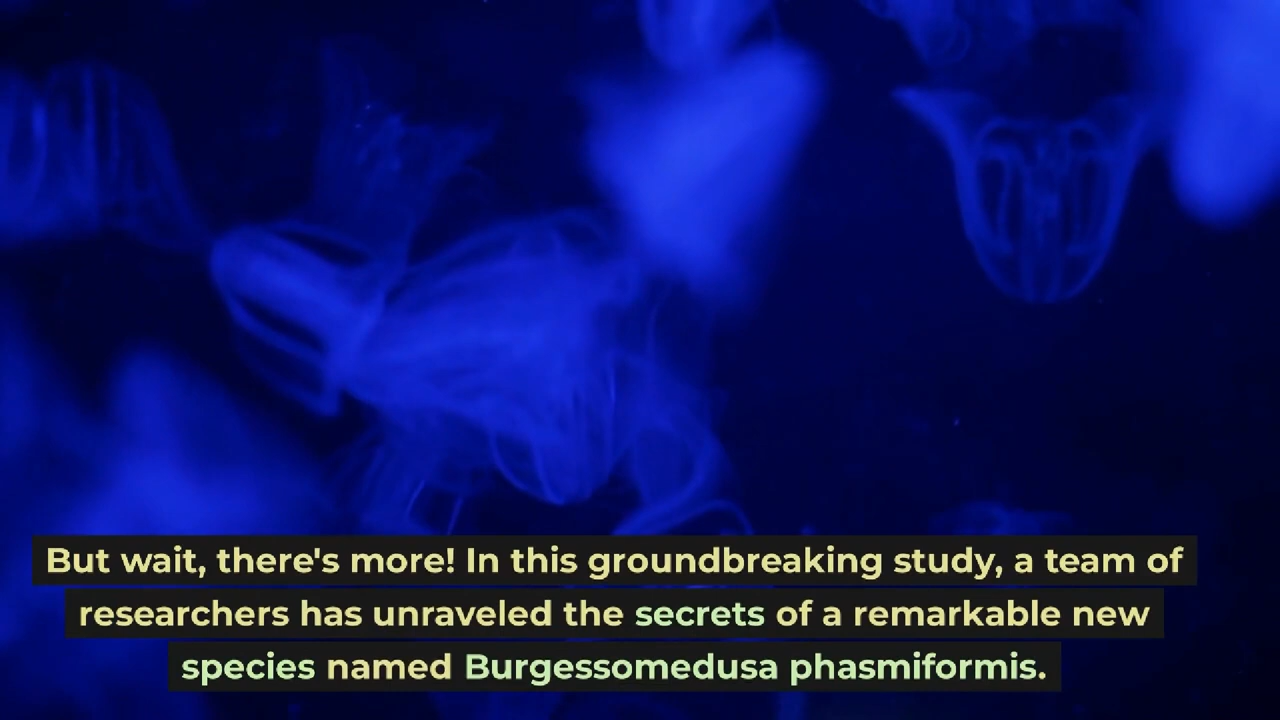 But wait, there's more! In this groundbreaking study, a team of
researchers has unraveled the secrets of a remarkable new
species named Burgessomedusa phasmiformis.